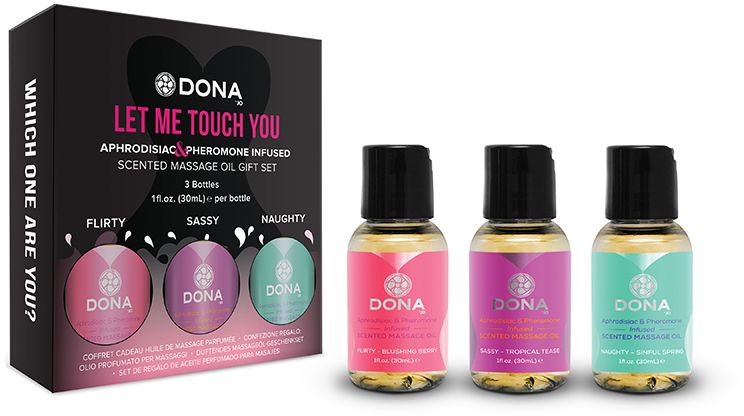 WHICH ONE ARE YOU?
DONA
™JO
LET ME TOUCH YOU
APHRODISIAC & PHEROMONE INFUSED
SCENTED MASSAGE OIL GIFT SET
3 Bottles
1fl.oz. (30mL) ℮ per bottle
FLIRTY
SASSY
NAUGHTY
DONA
DONA
DONA
COFFRET CADEAU HUILE DE MASSAGE PARFUMÉE • CONFEZIONE REGALO;
OLIO PROFUMATO PER MASSAGGI • DUFTENDES MASSAGEÖL-GESCHENKSET
• SET DE REGALO DE ACEITE PERFUMADO PARA MASAJES
DONA
Aphrodisiac & Pheromone
Infused
SCENTED MASSAGE OIL
FLIRTY - BLUSHING BERRY
1fl.oz. (30mL) ℮
DONA
Aphrodisiac & Pheromone
Infused
SCENTED MASSAGE OIL
SASSY - TROPICAL TEASE
1fl.oz. (30mL) ℮
DONA
Aphrodisiac & Pheromone
Infused
SCENTED MASSAGE OIL
NAUGHTY - SINFUL SPRING
1fl.oz. (30mL) ℮